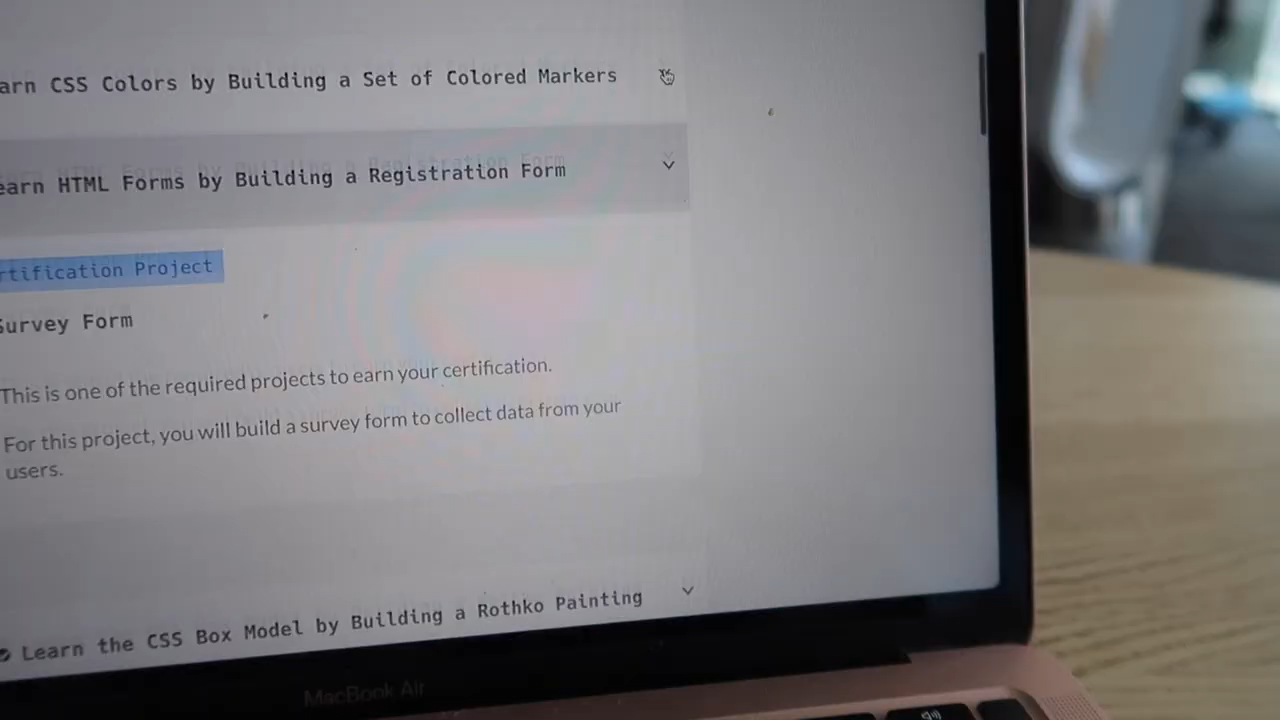 arn CSS Colors by Building a Set of Colored Markers
earn HTML Forms by Building a Registration Form
rtification Project
Survey Form
This is one of the required projects to earn your certification.
For this project, you will build a survey form to collect data from your
users.
Learn the CSS Box Model by Building a Rothko Painting
MacBook Air